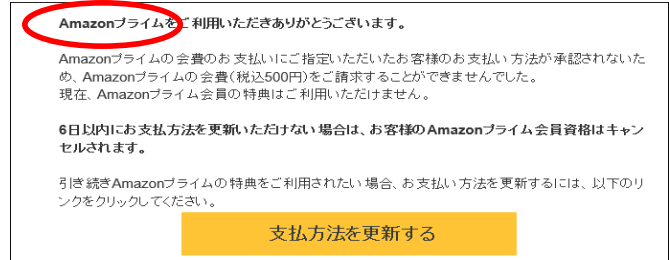 Amazonプライムをご利用いただきありがとうございます。
Amazonプライムの会費のお支払いにご指定いただいたお客様のお支払い方法が承認されないた
め、Amazonプライムの会費(税込500円)をご請求することができませんでした。
現在、Amazonプライム会員の特典はご利用いただけません。
6日以内にお支払方法を更新いただけない場合は、お客様のAmazonプライム会員資格はキャン
セルされます。
引き続きAmazonプライムの特典をご利用されたい場合、お支払い方法を更新するには、以下のリ
ンクをクリックしてください。
支払方法を更新する